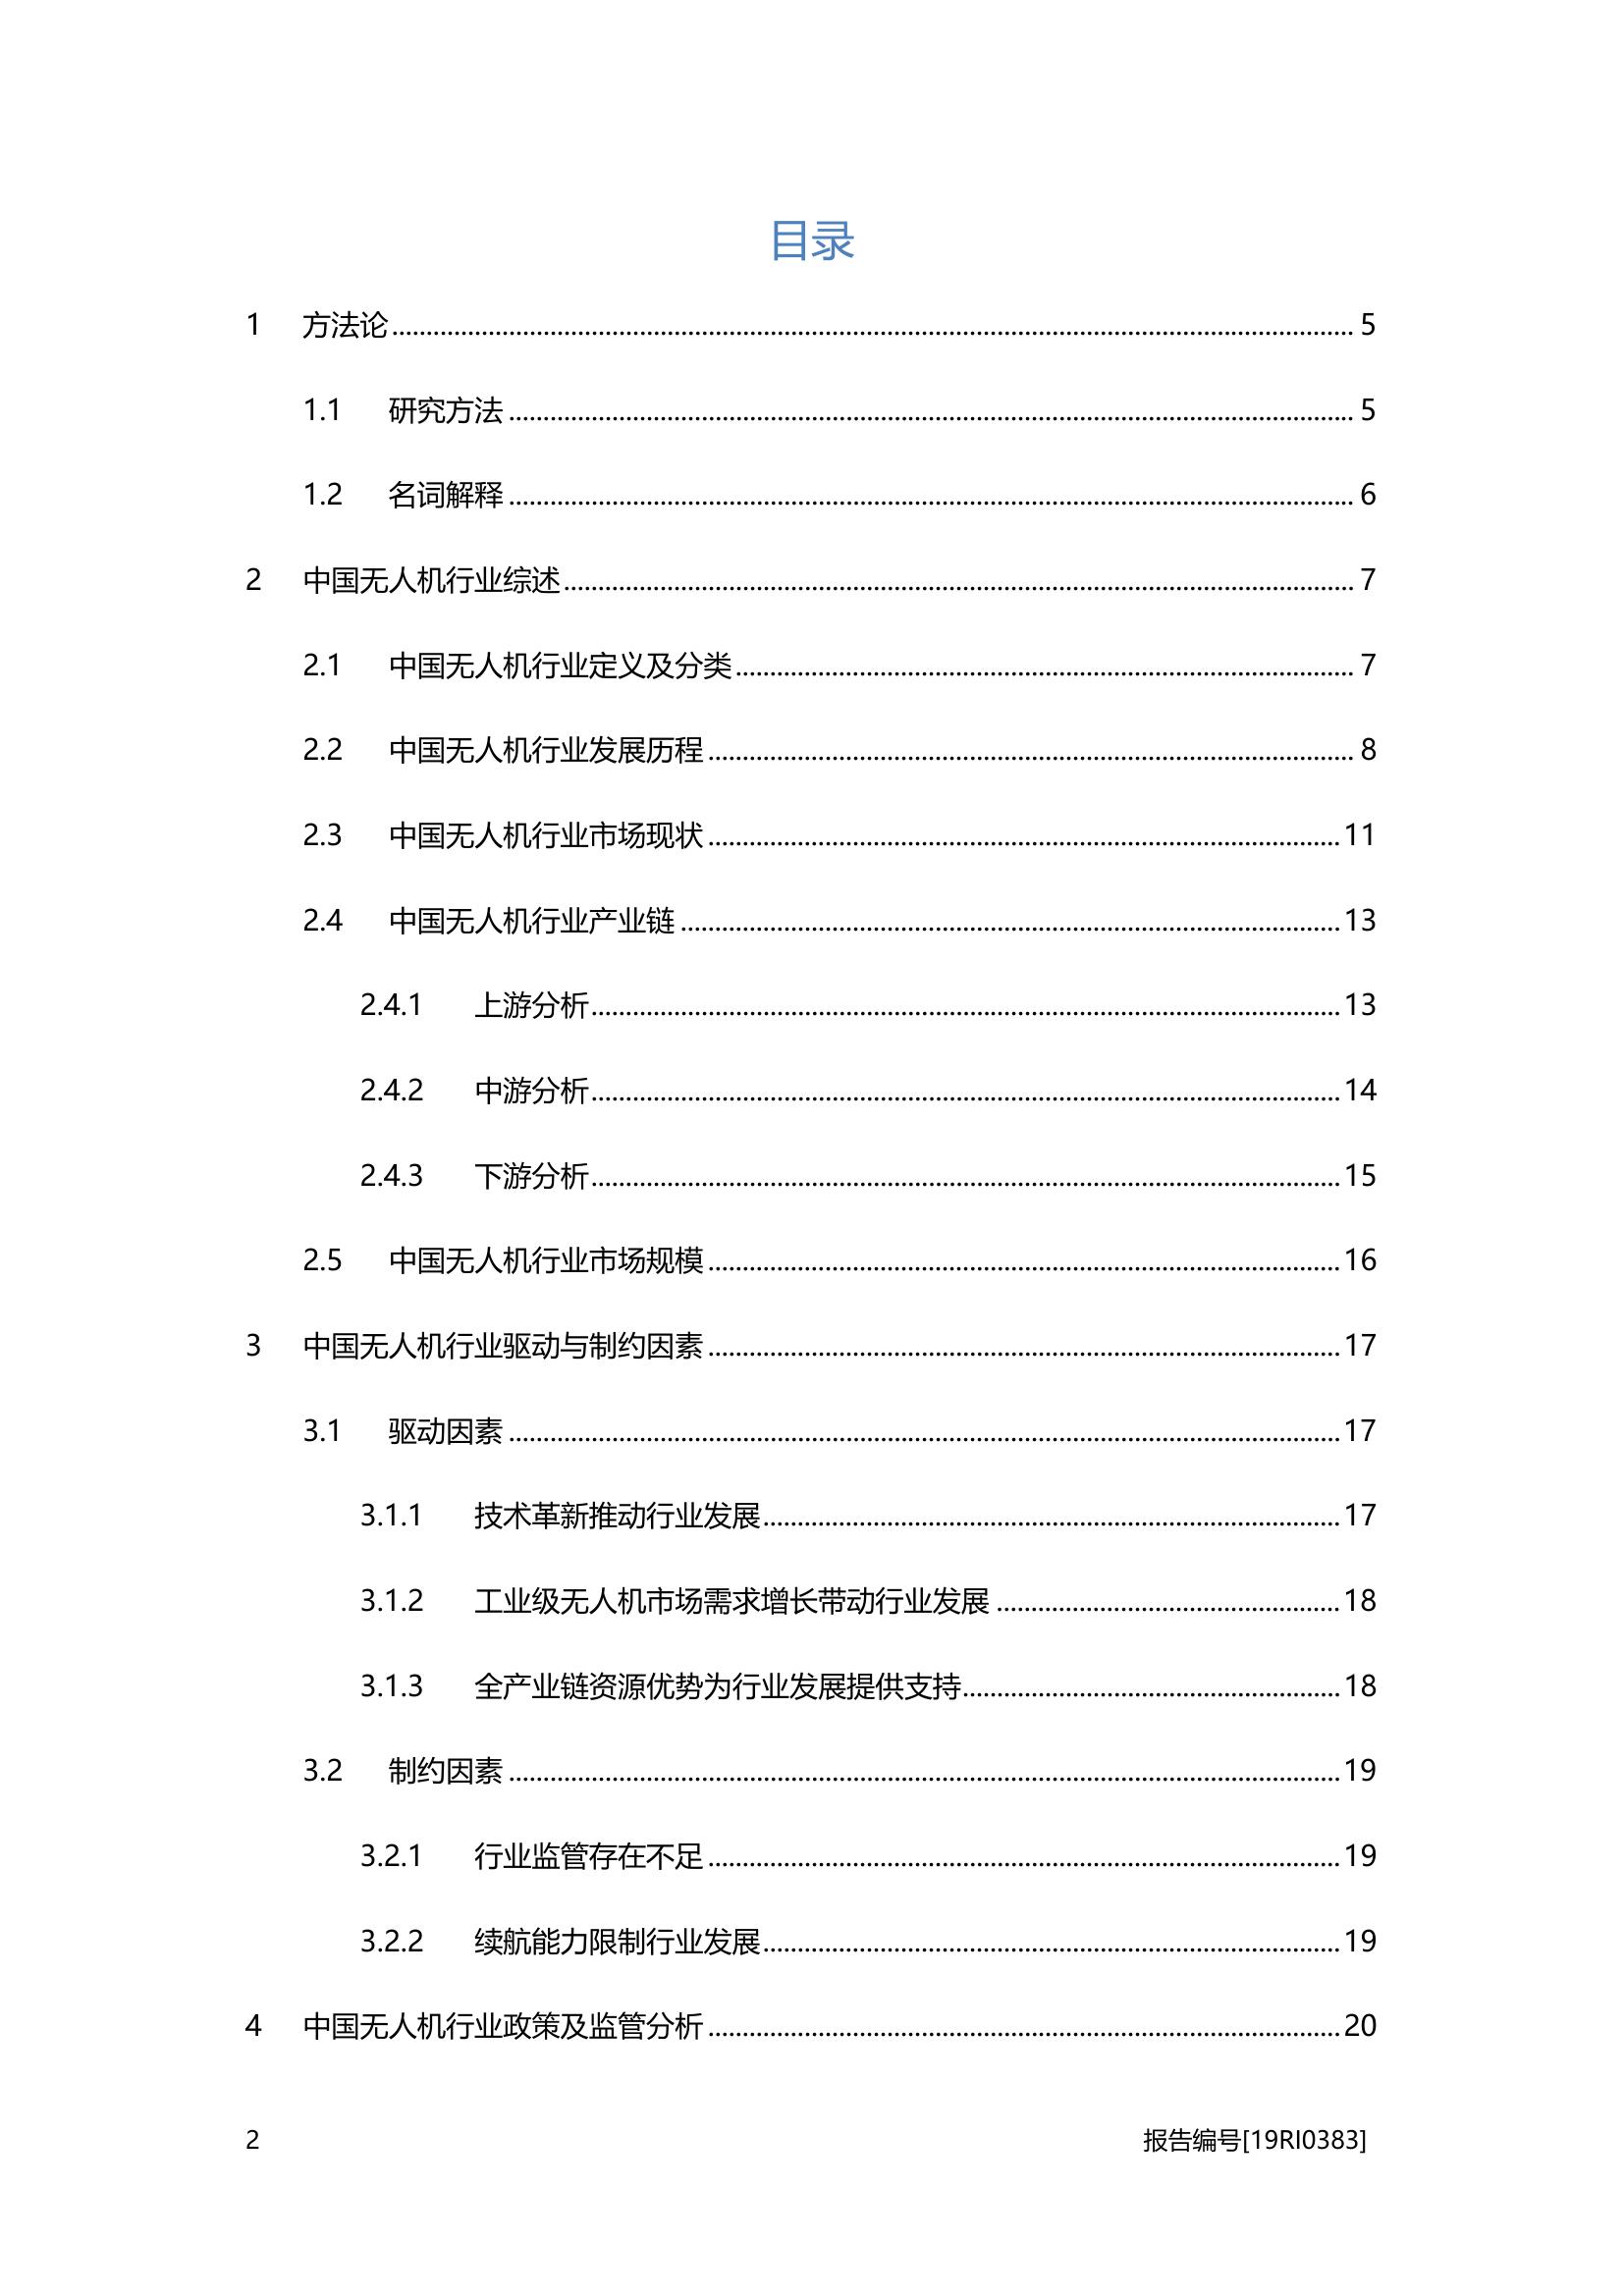 目录
1 方法论 5
1.1 研究方法 5
1.2 名词解释 6
2 中国无人机行业综述 7
2.1 中国无人机行业定义及分类 7
2.2 中国无人机行业发展历程 8
2.3 中国无人机行业市场现状 11
2.4 中国无人机行业产业链 13
2.4.1 上游分析 13
2.4.2 中游分析 14
2.4.3 下游分析 15
2.5 中国无人机行业市场规模 16
3 中国无人机行业驱动与制约因素 17
3.1 驱动因素 17
3.1.1 技术革新推动行业发展 17
3.1.2 工业级无人机市场需求增长带动行业发展 18
3.1.3 全产业链资源优势为行业发展提供支持 18
3.2 制约因素 19
3.2.1 行业监管存在不足 19
3.2.2 续航能力限制行业发展 19
4 中国无人机行业政策及监管分析 20
2 报告编号[19RI0383]